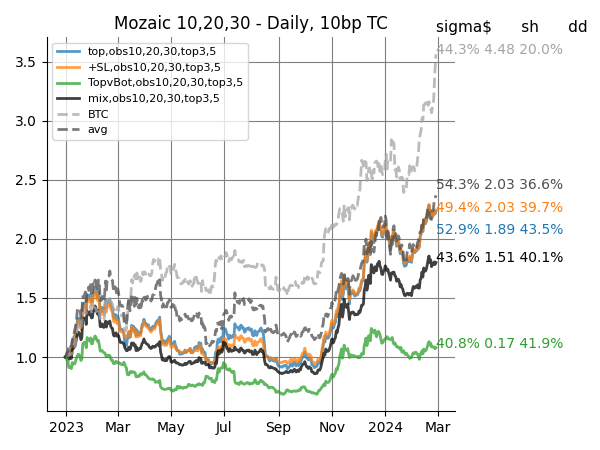 Mozaic 10,20,30 - Daily, 10bp TC
sigma$ sh dd
top,obs10,20,30,top3,5
+SL,obs10,20,30,top3,5
TopvBot,obs10,20,30,top3,5
mix,obs10,20,30,top3,5
BTC
avg
44.3% 4.48 20.0%
54.3% 2.03 36.6%
49.4% 2.03 39.7%
52.9% 1.89 43.5%
43.6% 1.51 40.1%
40.8% 0.17 41.9%
3.5
3.0
2.5
2.0
1.5
1.0
2023 Mar May Jul Sep Nov 2024 Mar